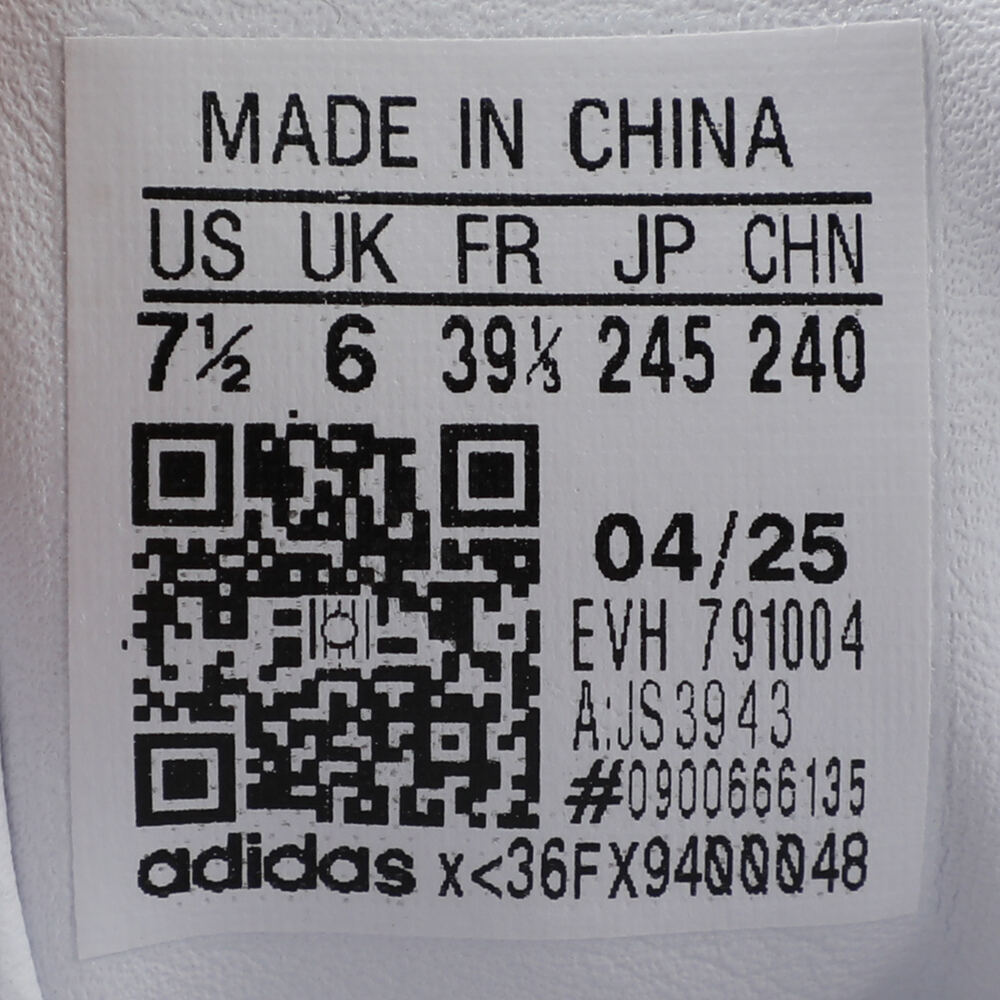 MADE IN CHINA
US UK FR JP CHN
7½ 6 39⅓ 245 240
04/25
EVH 791004
A:JS3943
#0900666135
adidas x<36FX9400048